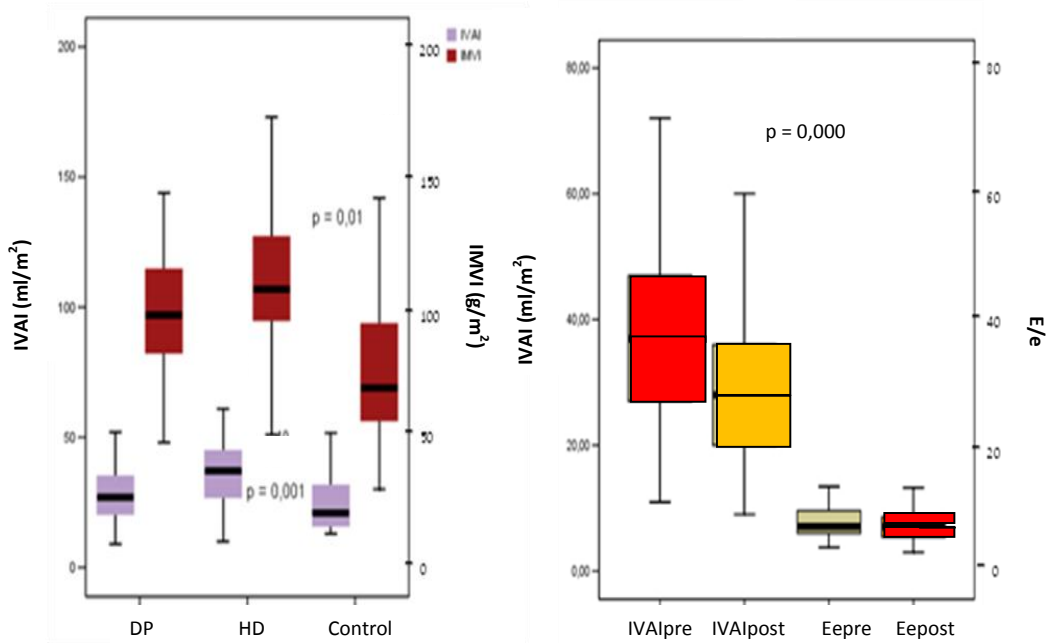 200
150
100
50
0
IVAI (ml/m²)
IVAI
IMVI
200
150
100
50
0
IMVI (g/m²)
p = 0,01
p = 0,001
DP HD Control
80,00
60,00
40,00
20,00
0,00
IVAI (ml/m²)
p = 0,000
80
60
40
20
0
E/e
IVAIpre IVAIpost Eepre Eepost